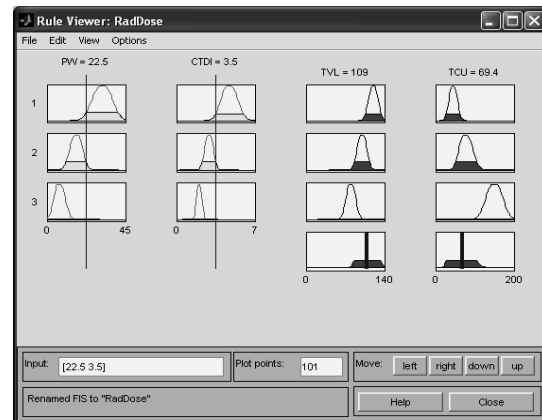 Rule Viewer: RadDose
File Edit View Options
PW = 22.5 CTDI = 3.5 TVL = 109 TCU = 69.4
1
2
3
0 45 0 7
0 140 0 200
Input: [22.5 3.5] Plot points: 101 Move: left right down up
Renamed FIS to "RadDose" Help Close